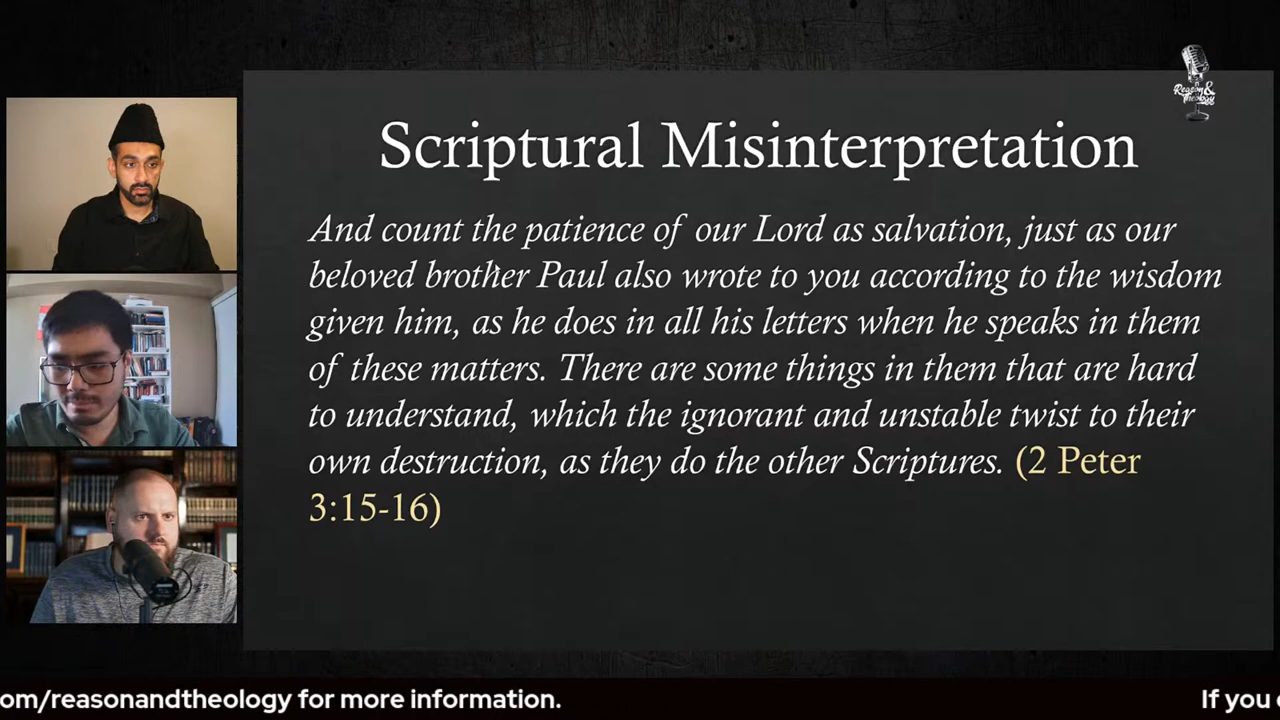 Reason &
Theology
Scriptural Misinterpretation
And count the patience of our Lord as salvation, just as our
beloved brother Paul also wrote to you according to the wisdom
given him, as he does in all his letters when he speaks in them
of these matters. There are some things in them that are hard
to understand, which the ignorant and unstable twist to their
own destruction, as they do the other Scriptures. (2 Peter
3:15-16)
om/reasonandtheology for more information. If you